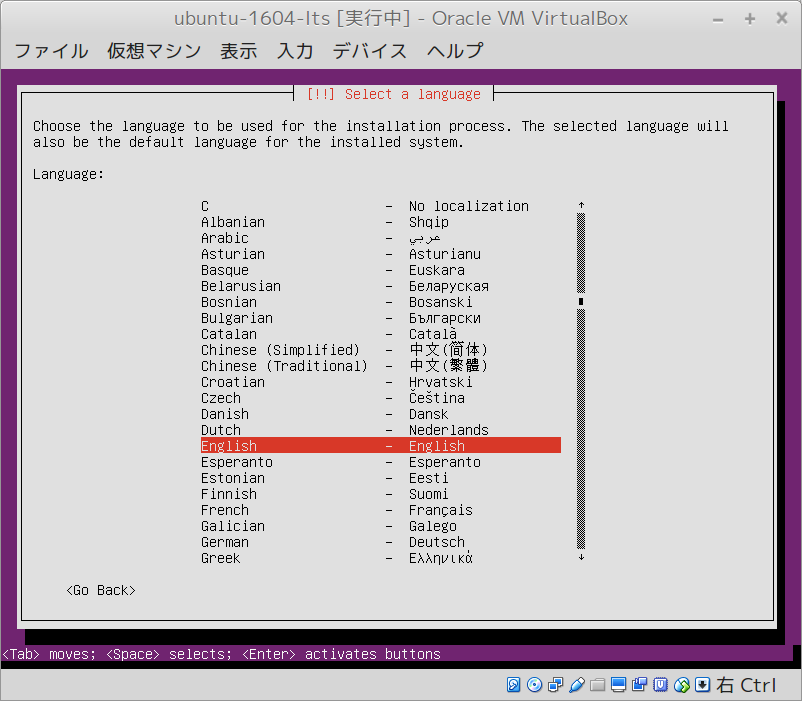 ubuntu-1604-lts [実行中] - Oracle VM VirtualBox
ファイル 仮想マシン 表示 入力 デバイス ヘルプ
[!!] Select a language
Choose the language to be used for the installation process. The selected language will
also be the default language for the installed system.
Language:
C - No localization
Albanian - Shqip
Arabic - عربي
Asturian - Asturianu
Basque - Euskara
Belarusian - Беларуская
Bosnian - Bosanski
Bulgarian - Български
Catalan - Català
Chinese (Simplified) - 中文(简体)
Chinese (Traditional) - 中文(繁體)
Croatian - Hrvatski
Czech - Čeština
Danish - Dansk
Dutch - Nederlands
English - English
Esperanto - Esperanto
Estonian - Eesti
Finnish - Suomi
French - Français
Galician - Galego
German - Deutsch
Greek - Ελληνικά
<Go Back>
<Tab> moves; <Space> selects; <Enter> activates buttons
右 Ctrl